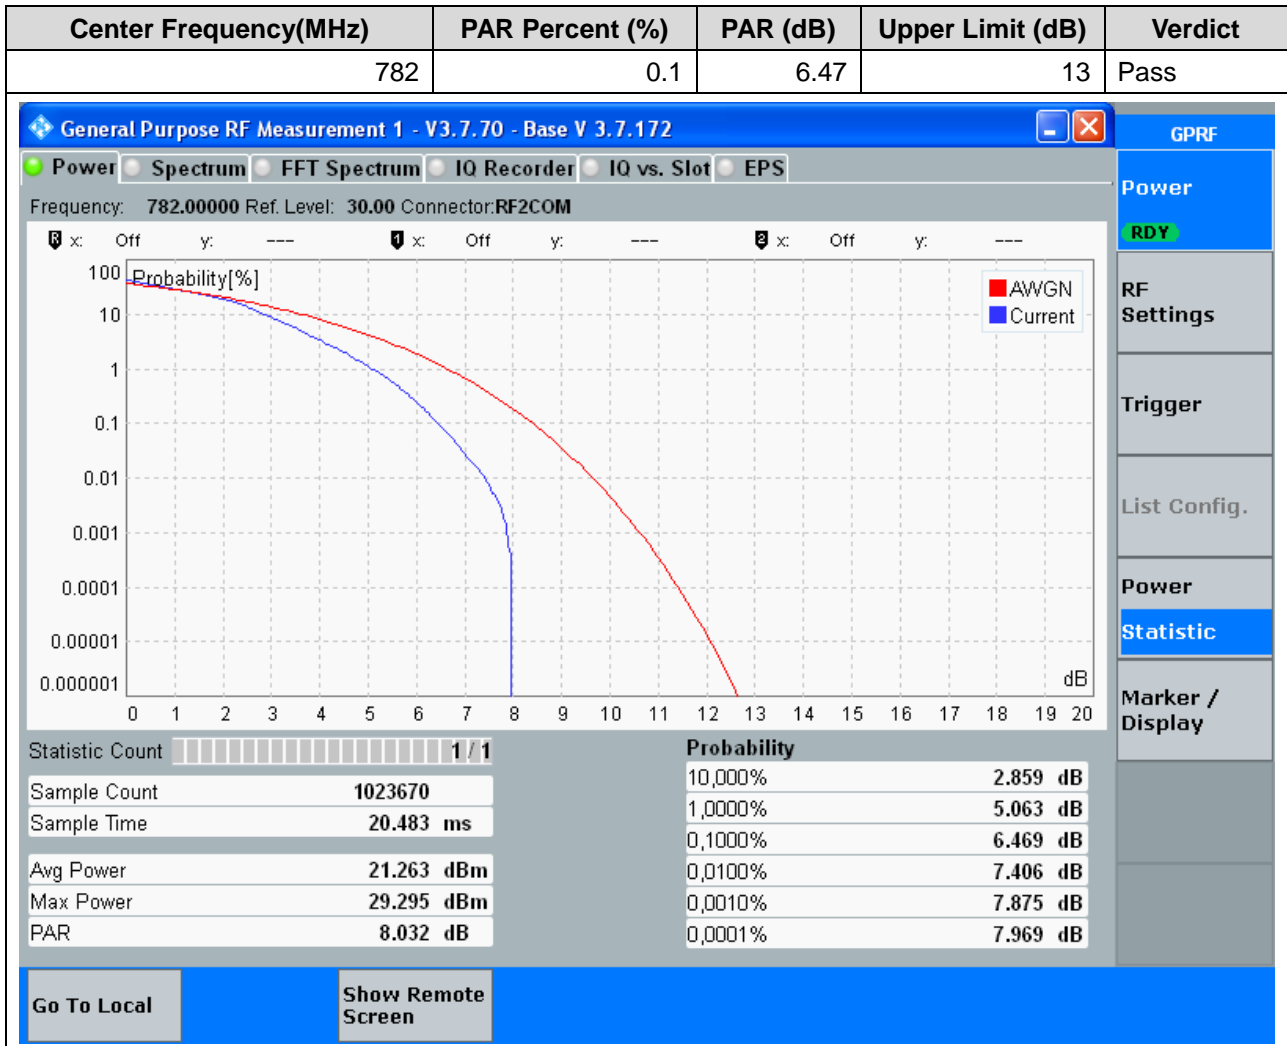 Center Frequency(MHz) PAR Percent (%) PAR (dB) Upper Limit (dB) Verdict
782 0.1 6.47 13 Pass
General Purpose RF Measurement 1 - V3.7.70 - Base V 3.7.172
GPRF
Power Spectrum FFT Spectrum IQ Recorder IQ vs. Slot EPS
Frequency: 782.00000 Ref. Level: 30.00 Connector:RF2COM
R x: Off y: --- 1 x: Off y: --- 2 x: Off y: ---
Probability[%]
100
10
1
0.1
0.01
0.001
0.0001
0.00001
0.000001
AWGN
Current
dB
0 1 2 3 4 5 6 7 8 9 10 11 12 13 14 15 16 17 18 19 20
Statistic Count 1 / 1
Sample Count 1023670
Sample Time 20.483 ms
Avg Power 21.263 dBm
Max Power 29.295 dBm
PAR 8.032 dB
Probability
10,000% 2.859 dB
1,0000% 5.063 dB
0,1000% 6.469 dB
0,0100% 7.406 dB
0,0010% 7.875 dB
0,0001% 7.969 dB
Power
RDY
RF
Settings
Trigger
List Config.
Power
Statistic
Marker /
Display
Go To Local
Show Remote
Screen